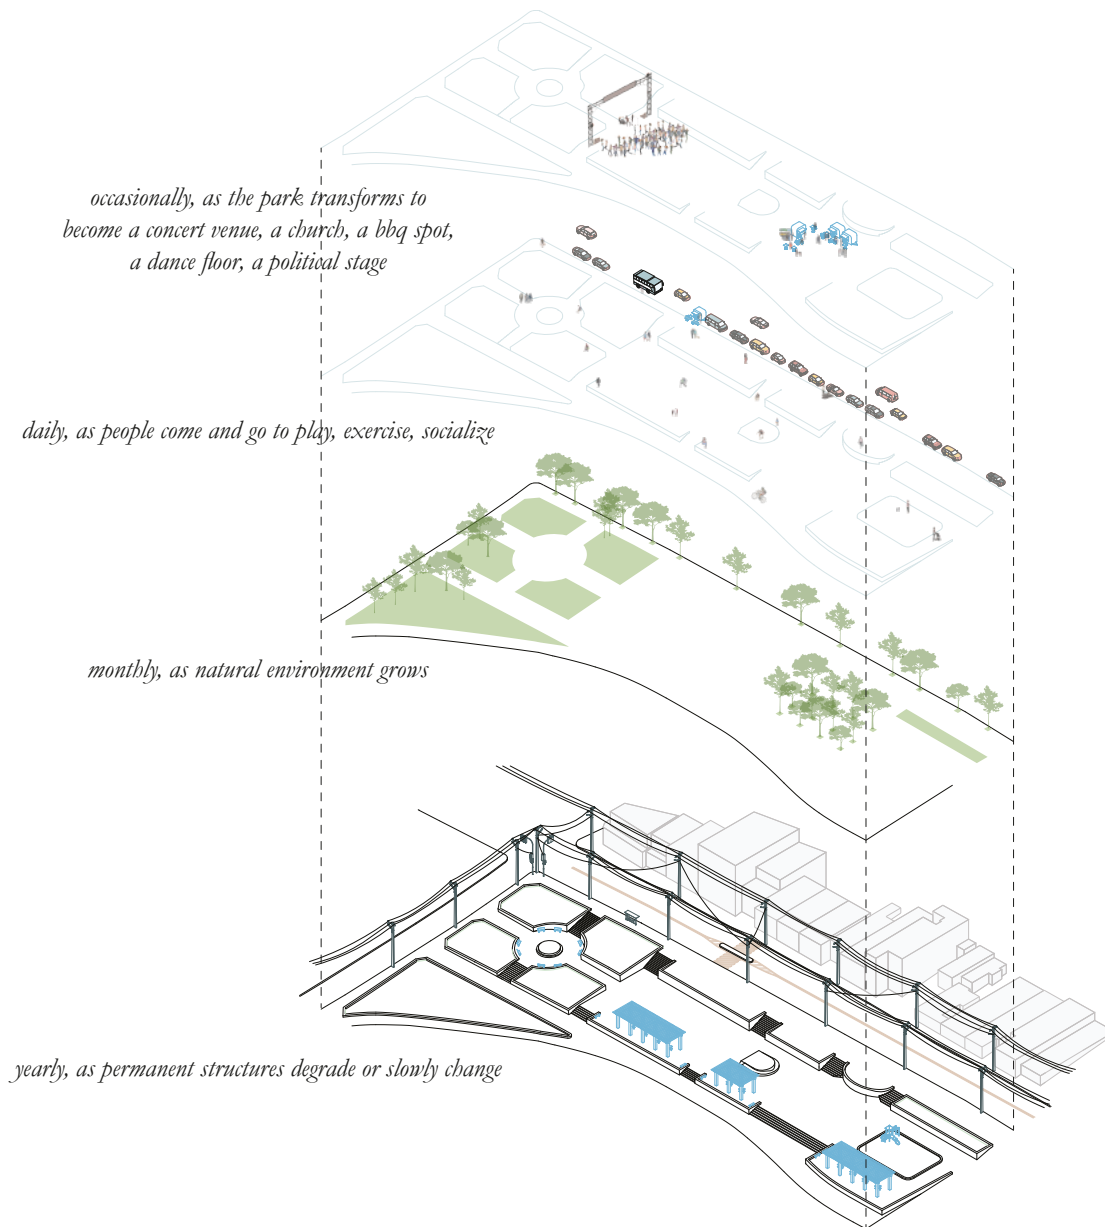 occasionally, as the park transforms to
become a concert venue, a church, a bbq spot,
a dance floor, a political stage
daily, as people come and go to play, exercise, socialize
monthly, as natural environment grows
yearly, as permanent structures degrade or slowly change